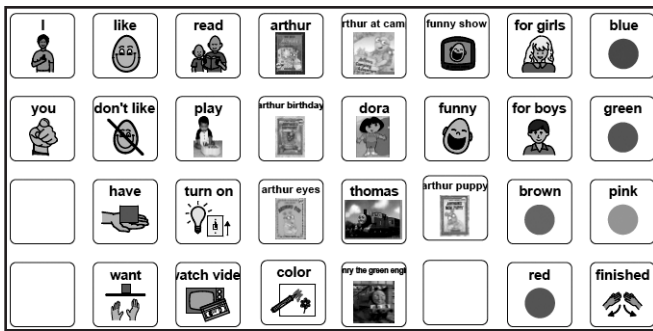 I like read arthur rthur at cam funny show for girls blue
you don't like play arthur birthday dora funny for boys green
have turn on arthur eyes thomas arthur puppy brown pink
want watch vide color nry the green engi red finished